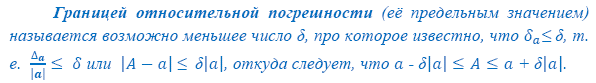 Границей относительной погрешности (её предельным значением)
называется возможно меньшее число δ, про которое известно, что δₐ≤ δ, т.
е. Δₐ/|a| ≤ δ или |A − a| ≤ δ|a|, откуда следует, что a - δ|a| ≤ A ≤ a + δ|a|.